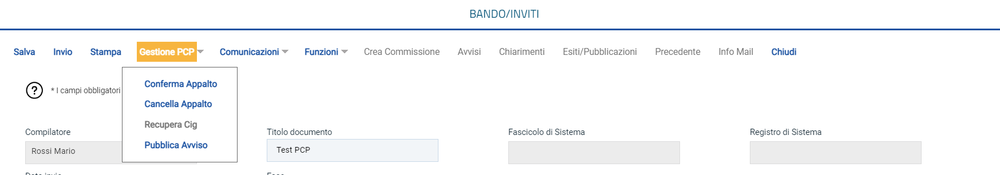 BANDO/INVITI
Salva Invio Stampa Gestione PCP Comunicazioni Funzioni Crea Commissione Avvisi Chiarimenti Esiti/Pubblicazioni Precedente Info Mail Chiudi
Conferma Appalto
? * I campi obbligatori
Cancella Appalto
Recupera Cig
Compilatore Titolo documento Fascicolo di Sistema Registro di Sistema
Pubblica Avviso
Rossi Mario Test PCP